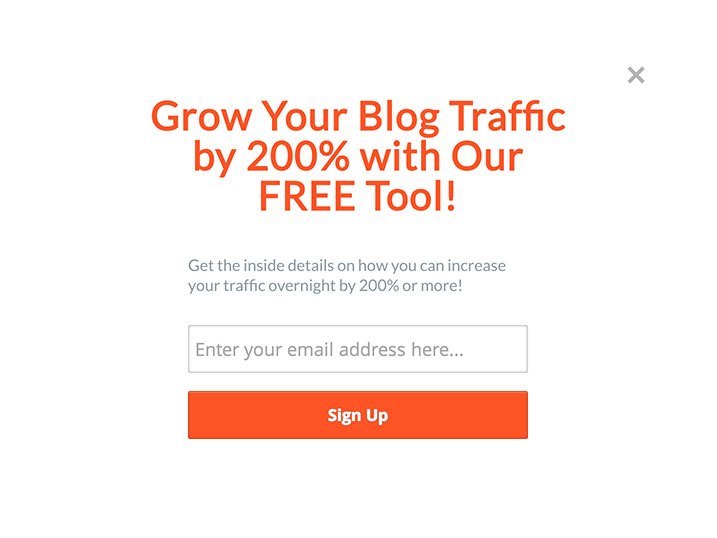 Grow Your Blog Traffic
by 200% with Our
FREE Tool!
Get the inside details on how you can increase
your traffic overnight by 200% or more!
Enter your email address here...
Sign Up